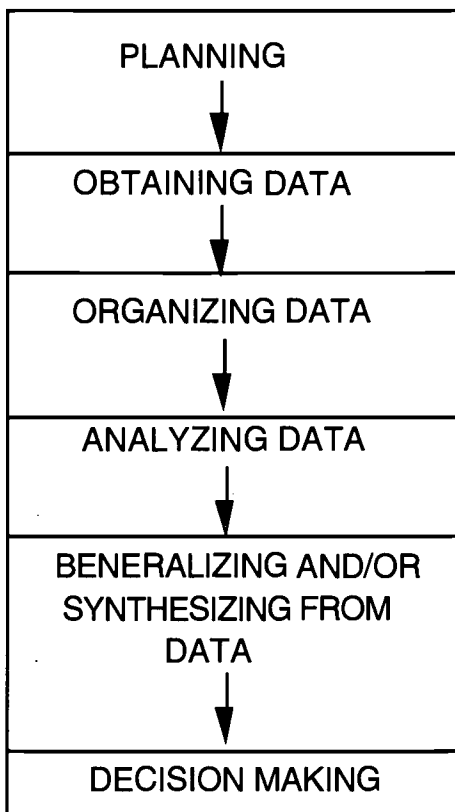 PLANNING
OBTAINING DATA
ORGANIZING DATA
ANALYZING DATA
BENERALIZING AND/OR
SYNTHESIZING FROM
DATA
DECISION MAKING